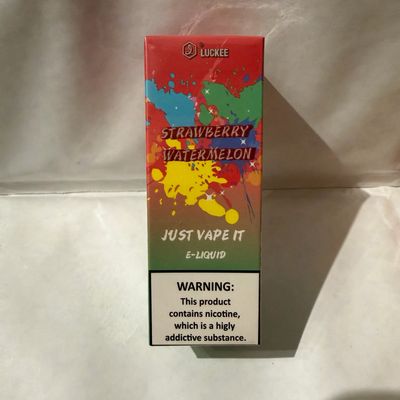 LUCKEE
STRAWBERRY
WATERMELON
JUST VAPE IT
E-LIQUID
WARNING:
This product
contains nicotine,
which is a higly
addictive substance.